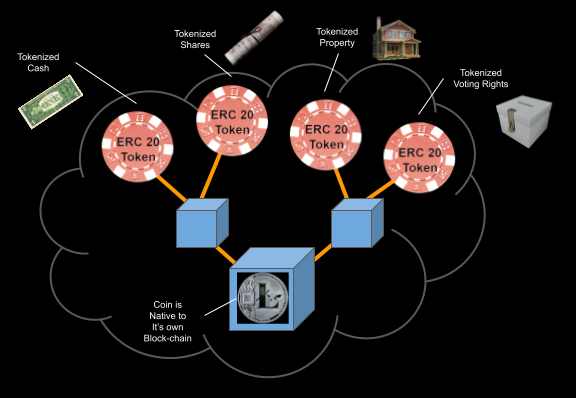 Tokenized
Cash
Tokenized
Shares
Tokenized
Property
Tokenized
Voting Rights
ERC 20
Token
ERC 20
Token
ERC 20
Token
ERC 20
Token
Coin is
Native to
It's own
Block-chain
Ł